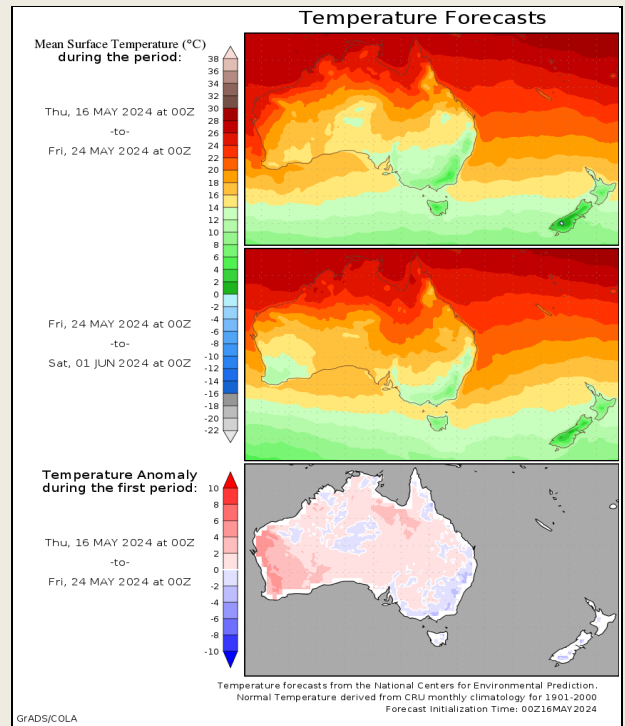 Temperature Forecasts
Mean Surface Temperature (°C)
during the period:
Thu, 16 MAY 2024 at 00Z
-to-
Fri, 24 MAY 2024 at 00Z
Fri, 24 MAY 2024 at 00Z
-to-
Sat, 01 JUN 2024 at 00Z
38
36
34
32
30
28
26
24
22
20
18
16
14
12
10
8
6
4
2
0
-2
-4
-6
-8
-10
-12
-14
-16
-18
-20
-22
Temperature Anomaly
during the first period:
Thu, 16 MAY 2024 at 00Z
-to-
Fri, 24 MAY 2024 at 00Z
10
8
6
4
2
0
-2
-4
-6
-8
-10
Temperature forecasts from the National Centers for Environmental Prediction.
Normal Temperature derived from CRU monthly climatology for 1901-2000
Forecast Initialization Time: 00Z16MAY2024
GrADS/COLA